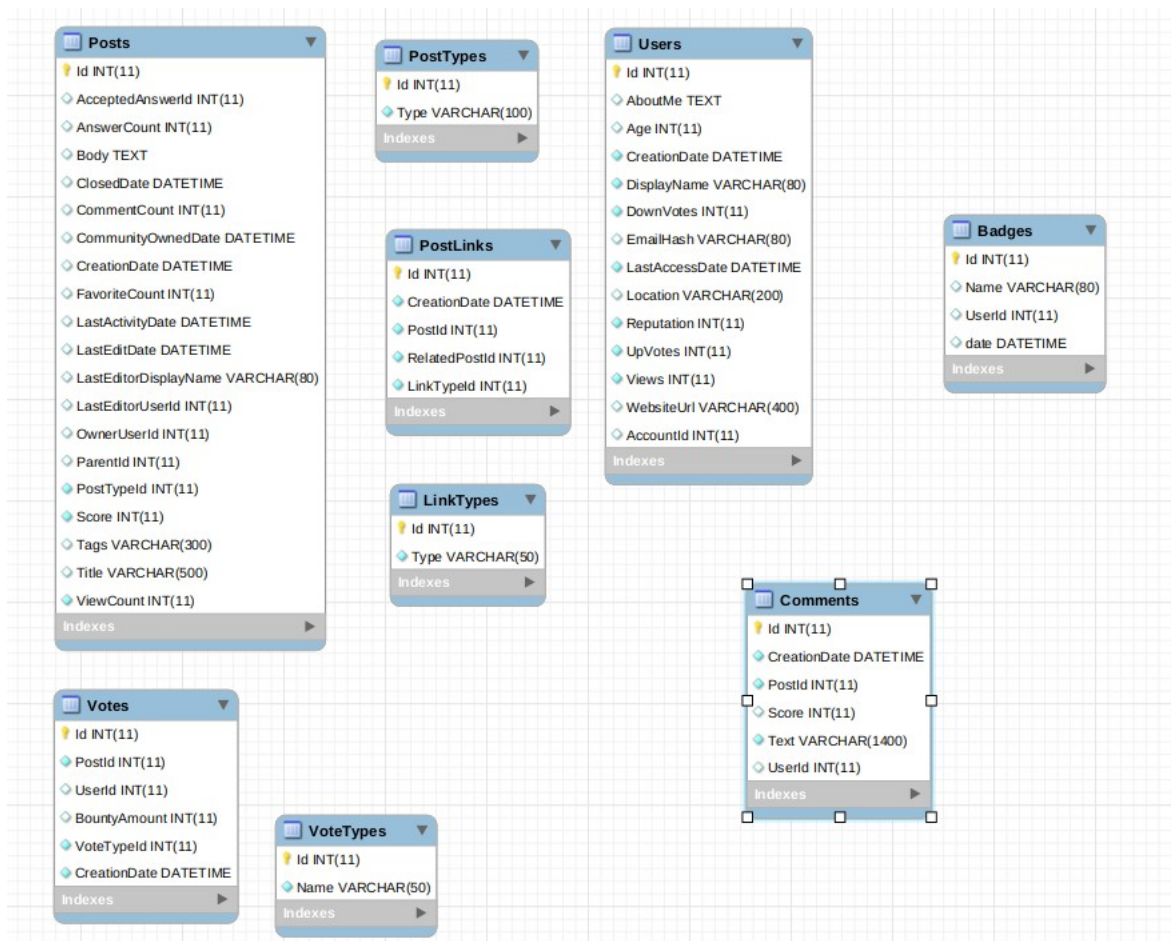 Posts
Id INT(11)
AcceptedAnswerId INT(11)
AnswerCount INT(11)
Body TEXT
ClosedDate DATETIME
CommentCount INT(11)
CommunityOwnedDate DATETIME
CreationDate DATETIME
FavoriteCount INT(11)
LastActivityDate DATETIME
LastEditDate DATETIME
LastEditorDisplayName VARCHAR(80)
LastEditorUserId INT(11)
OwnerUserId INT(11)
ParentId INT(11)
PostTypeId INT(11)
Score INT(11)
Tags VARCHAR(300)
Title VARCHAR(500)
ViewCount INT(11)
Indexes
PostTypes
Id INT(11)
Type VARCHAR(100)
Indexes
PostLinks
Id INT(11)
CreationDate DATETIME
PostId INT(11)
RelatedPostId INT(11)
LinkTypeId INT(11)
Indexes
LinkTypes
Id INT(11)
Type VARCHAR(50)
Indexes
Users
Id INT(11)
AboutMe TEXT
Age INT(11)
CreationDate DATETIME
DisplayName VARCHAR(80)
DownVotes INT(11)
EmailHash VARCHAR(80)
LastAccessDate DATETIME
Location VARCHAR(200)
Reputation INT(11)
UpVotes INT(11)
Views INT(11)
WebsiteUrl VARCHAR(400)
AccountId INT(11)
Indexes
Badges
Id INT(11)
Name VARCHAR(80)
UserId INT(11)
date DATETIME
Indexes
Comments
Id INT(11)
CreationDate DATETIME
PostId INT(11)
Score INT(11)
Text VARCHAR(1400)
UserId INT(11)
Indexes
Votes
Id INT(11)
PostId INT(11)
UserId INT(11)
BountyAmount INT(11)
VoteTypeId INT(11)
CreationDate DATETIME
Indexes
VoteTypes
Id INT(11)
Name VARCHAR(50)
Indexes